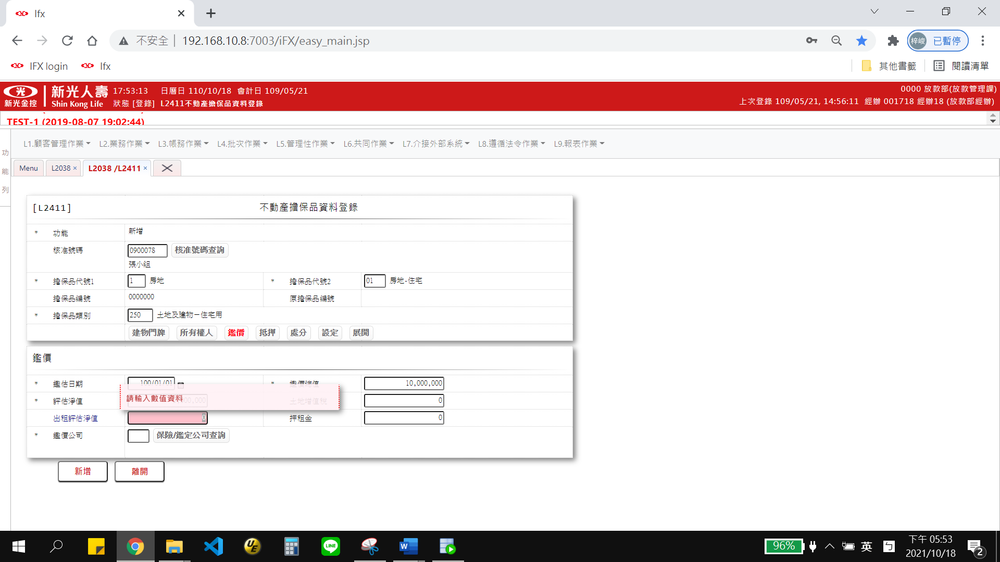 Ifx
不安全 192.168.10.8:7003/iFX/easy_main.jsp 梓峻 已暫停
IFX login Ifx 其他書籤 閱讀清單
新光金控 新光人壽 Shin Kong Life
17:53:13 日曆日 110/10/18 會計日 109/05/21
狀態 [登錄] L2411不動產擔保品資料登錄
0000 放款部(放款管理課)
上次登錄 109/05/21, 14:56:11 經辦 001718 經辦18 (放款部經辦)
TEST-1 (2019-08-07 19:02:44)
功能列
L1.顧客管理作業 L2.業務作業 L3.帳務作業 L4.批次作業 L5.管理性作業 L6.共同作業 L7.介接外部系統 L8.遵循法令作業 L9.報表作業
Menu L2038 × L2038 /L2411 ×
[L2411] 不動產擔保品資料登錄
* 功能 新增
核准號碼 0900078 核准號碼查詢
張小組
* 擔保品代號1 1 房地 * 擔保品代號2 01 房地-住宅
擔保品編號 0000000 原擔保品編號
* 擔保品類別 250 土地及建物－住宅用
建物門牌 所有權人 鑑價 抵押 處分 設定 展開
鑑價
* 鑑估日期 100/01/01 * 鑑價總值 10,000,000
* 評估淨值 請輸入數值資料 土地增值稅 0
出租評估淨值 0 押租金 0
* 鑑價公司 保險/鑑定公司查詢
新增 離開
UE LINE W 96% 英 ㄅ 下午 05:53
2021/10/18 2